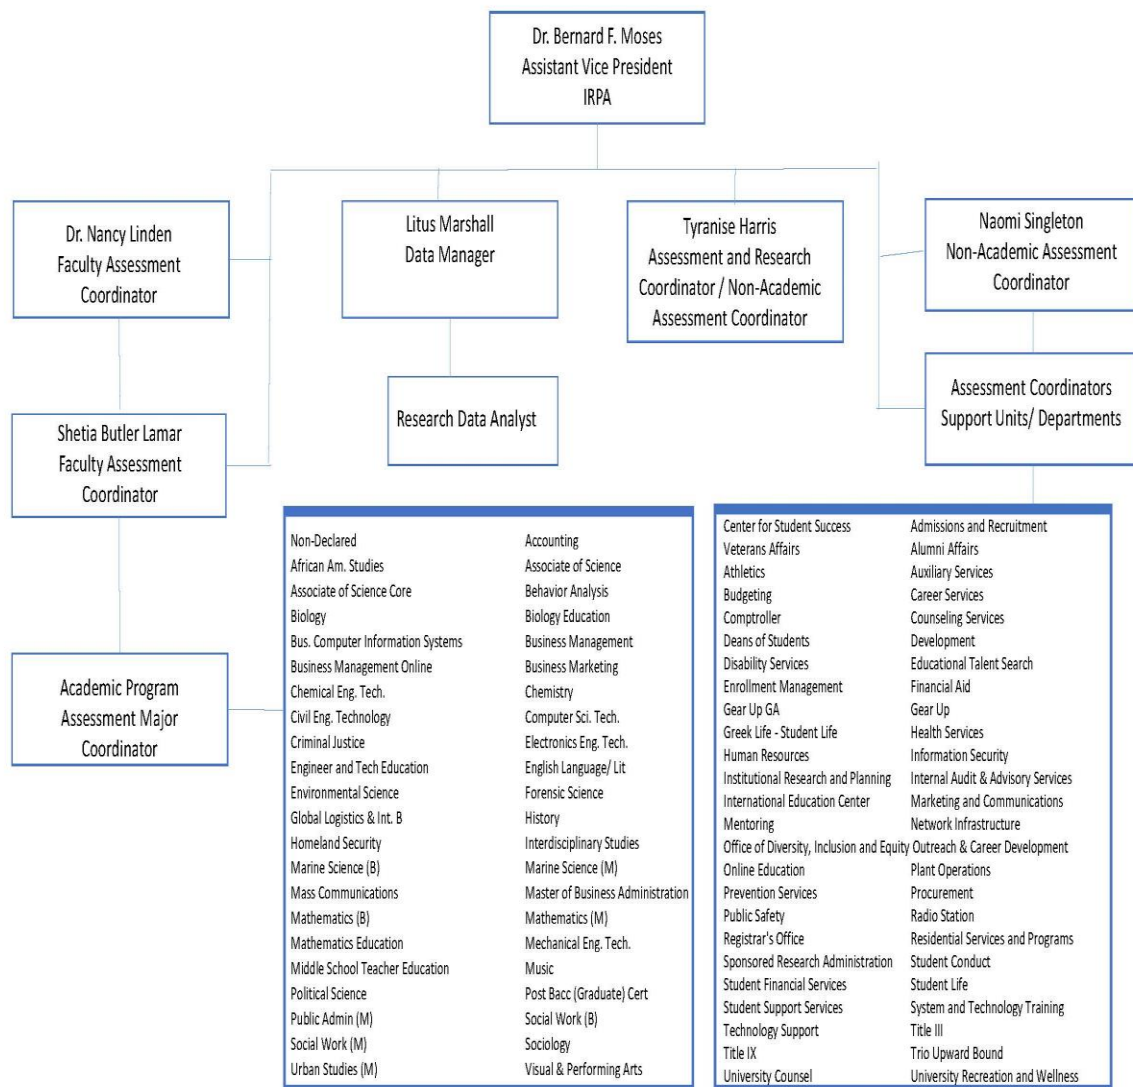 Dr. Bernard F. Moses
Assistant Vice President
IRPA
Dr. Nancy Linden
Faculty Assessment
Coordinator
Litus Marshall
Data Manager
Tyranise Harris
Assessment and Research
Coordinator / Non-Academic
Assessment Coordinator
Naomi Singleton
Non-Academic Assessment
Coordinator
Shetia Butler Lamar
Faculty Assessment
Coordinator
Research Data Analyst
Assessment Coordinators
Support Units/ Departments
Academic Program
Assessment Major
Coordinator
Non-Declared Accounting
African Am. Studies Associate of Science
Associate of Science Core Behavior Analysis
Biology Biology Education
Bus. Computer Information Systems Business Management
Business Management Online Business Marketing
Chemical Eng. Tech. Chemistry
Civil Eng. Technology Computer Sci. Tech.
Criminal Justice Electronics Eng. Tech.
Engineer and Tech Education English Language/ Lit
Environmental Science Forensic Science
Global Logistics & Int. B History
Homeland Security Interdisciplinary Studies
Marine Science (B) Marine Science (M)
Mass Communications Master of Business Administration
Mathematics (B) Mathematics (M)
Mathematics Education Mechanical Eng. Tech.
Middle School Teacher Education Music
Political Science Post Bacc (Graduate) Cert
Public Admin (M) Social Work (B)
Social Work (M) Sociology
Urban Studies (M) Visual & Performing Arts
Center for Student Success Admissions and Recruitment
Veterans Affairs Alumni Affairs
Athletics Auxiliary Services
Budgeting Career Services
Comptroller Counseling Services
Deans of Students Development
Disability Services Educational Talent Search
Enrollment Management Financial Aid
Gear Up GA Gear Up
Greek Life - Student Life Health Services
Human Resources Information Security
Institutional Research and Planning Internal Audit & Advisory Services
International Education Center Marketing and Communications
Mentoring Network Infrastructure
Office of Diversity, Inclusion and Equity Outreach & Career Development
Online Education Plant Operations
Prevention Services Procurement
Public Safety Radio Station
Registrar's Office Residential Services and Programs
Sponsored Research Administration Student Conduct
Student Financial Services Student Life
Student Support Services System and Technology Training
Technology Support Title III
Title IX Trio Upward Bound
University Counsel University Recreation and Wellness